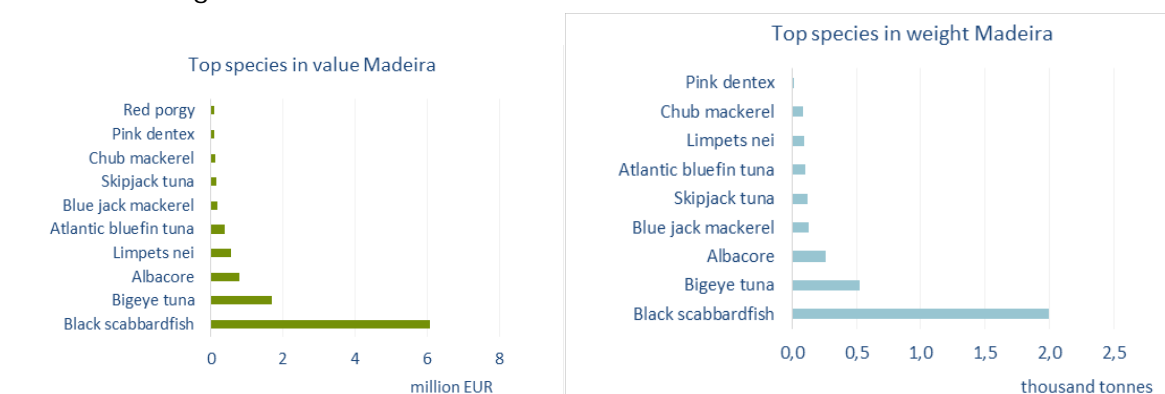 Top species in value Madeira
Red porgy
Pink dentex
Chub mackerel
Skipjack tuna
Blue jack mackerel
Atlantic bluefin tuna
Limpets nei
Albacore
Bigeye tuna
Black scabbardfish
0 2 4 6 8
million EUR
Top species in weight Madeira
Pink dentex
Chub mackerel
Limpets nei
Atlantic bluefin tuna
Skipjack tuna
Blue jack mackerel
Albacore
Bigeye tuna
Black scabbardfish
0,0 0,5 1,0 1,5 2,0 2,5
thousand tonnes